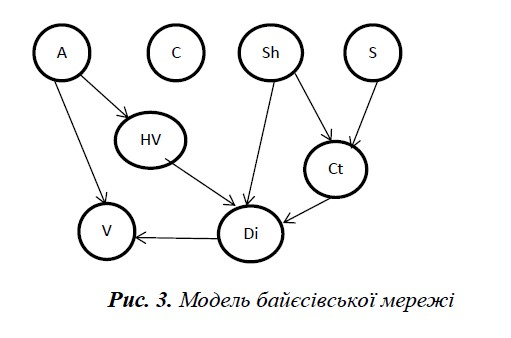 A C Sh S
HV
Ct
V Di
Рис. 3. Модель байєсівської мережі